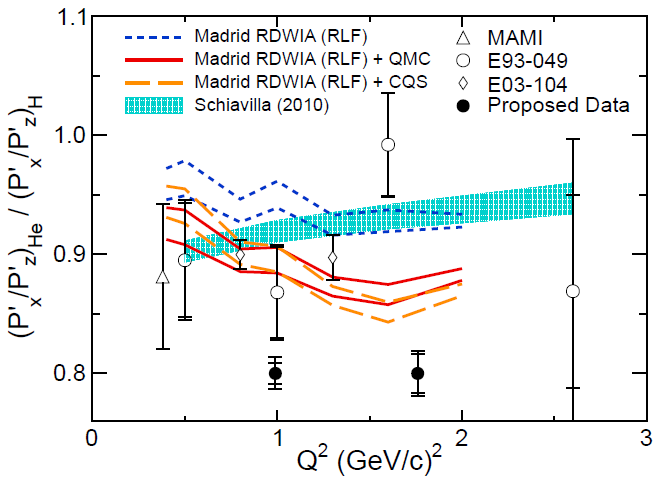 Madrid RDWIA (RLF)
Madrid RDWIA (RLF) + QMC
Madrid RDWIA (RLF) + CQS
Schiavilla (2010)
MAMI
E93-049
E03-104
Proposed Data
(P'x/P'z)He / (P'x/P'z)H
1.1
1.0
0.9
0.8
0 1 2 3
Q² (GeV/c)²